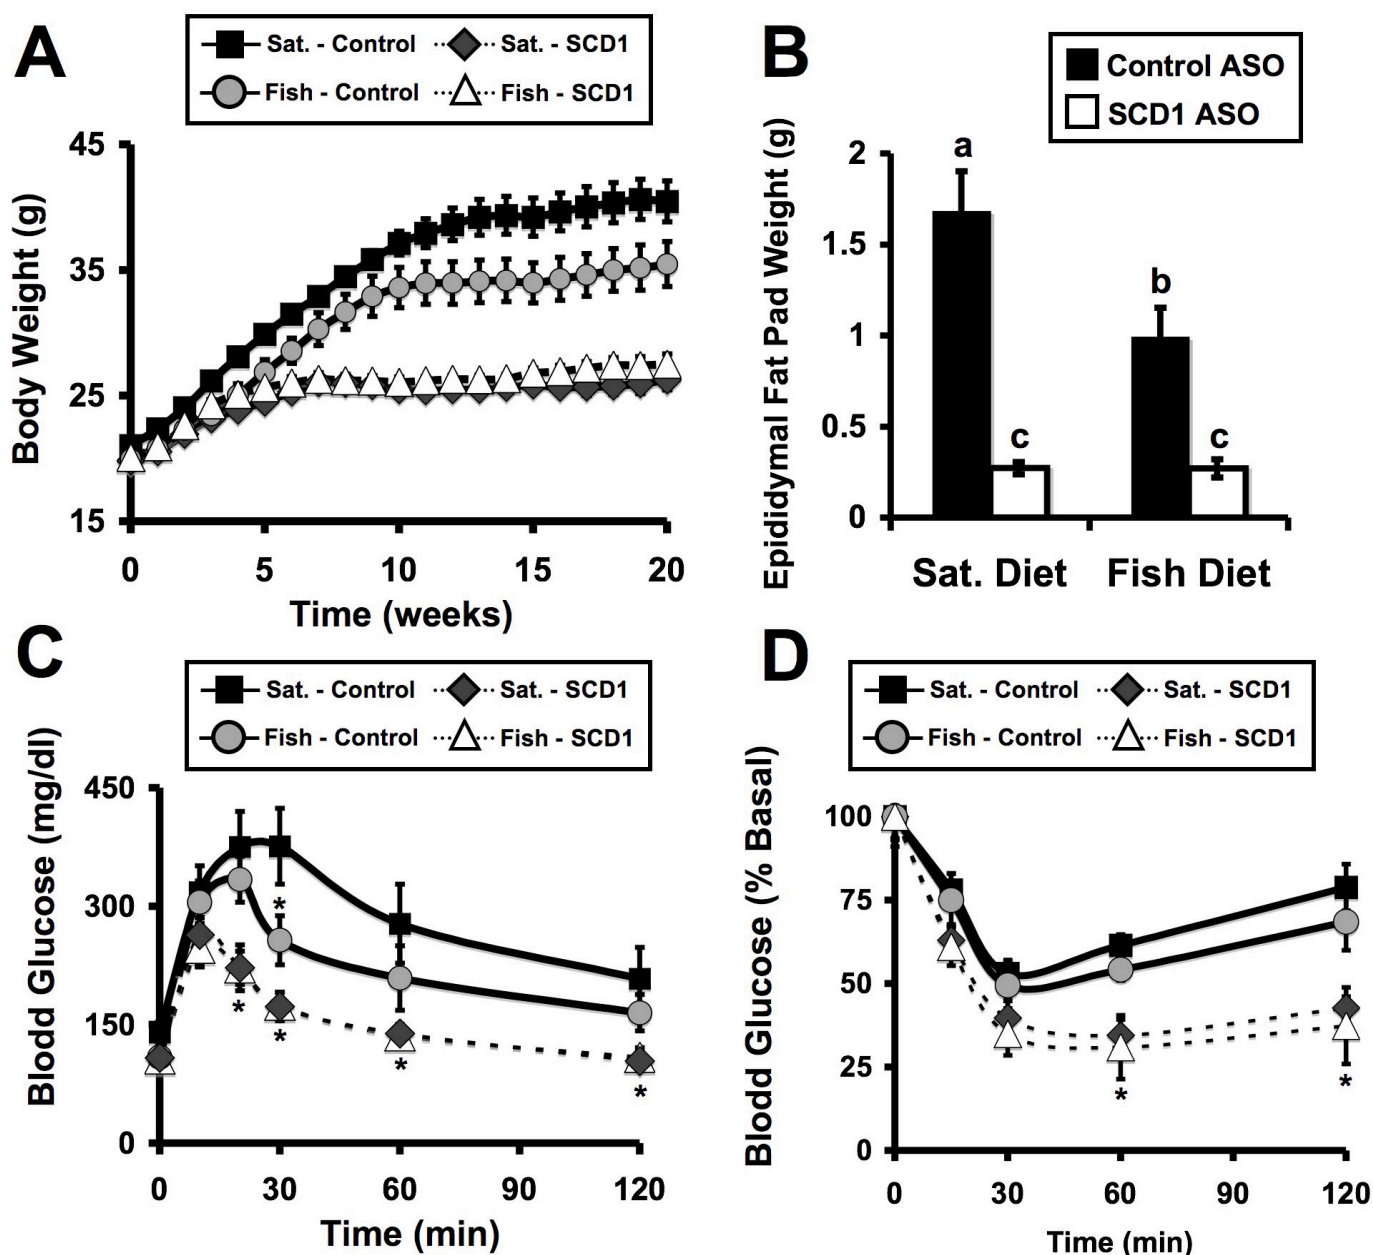 A
Sat. - Control
Sat. - SCD1
Fish - Control
Fish - SCD1
45
35
25
15
Body Weight (g)
0 5 10 15 20
Time (weeks)
B
Control ASO
SCD1 ASO
Epididymal Fat Pad Weight (g)
2
1.5
1
0.5
0
a
b
c
c
Sat. Diet Fish Diet
C
Sat. - Control
Sat. - SCD1
Fish - Control
Fish - SCD1
Blodd Glucose (mg/dl)
450
300
150
0
*
*
*
*
*
0 30 60 90 120
Time (min)
D
Sat. - Control
Sat. - SCD1
Fish - Control
Fish - SCD1
Blodd Glucose (% Basal)
100
75
50
25
0
*
*
0 30 60 90 120
Time (min)